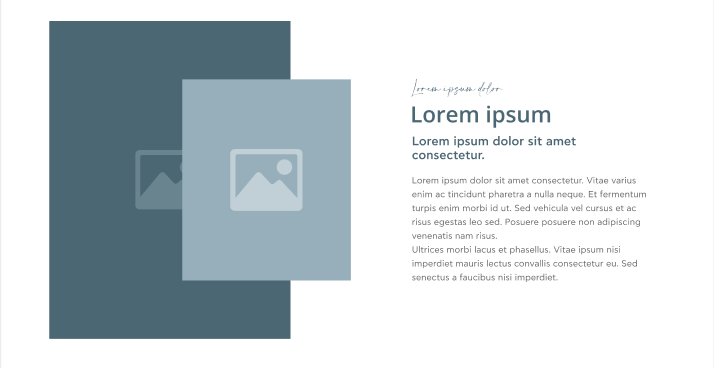 Lorem ipsum dolor
Lorem ipsum
Lorem ipsum dolor sit amet
consectetur.
Lorem ipsum dolor sit amet consectetur. Vitae varius
enim ac tincidunt pharetra a nulla neque. Et fermentum
turpis enim morbi id ut. Sed vehicula vel cursus et ac
risus egestas leo sed. Posuere posuere non adipiscing
venenatis nam risus.
Ultrices morbi lacus et phasellus. Vitae ipsum nisi
imperdiet mauris lectus convallis consectetur eu. Sed
senectus a faucibus nisi imperdiet.